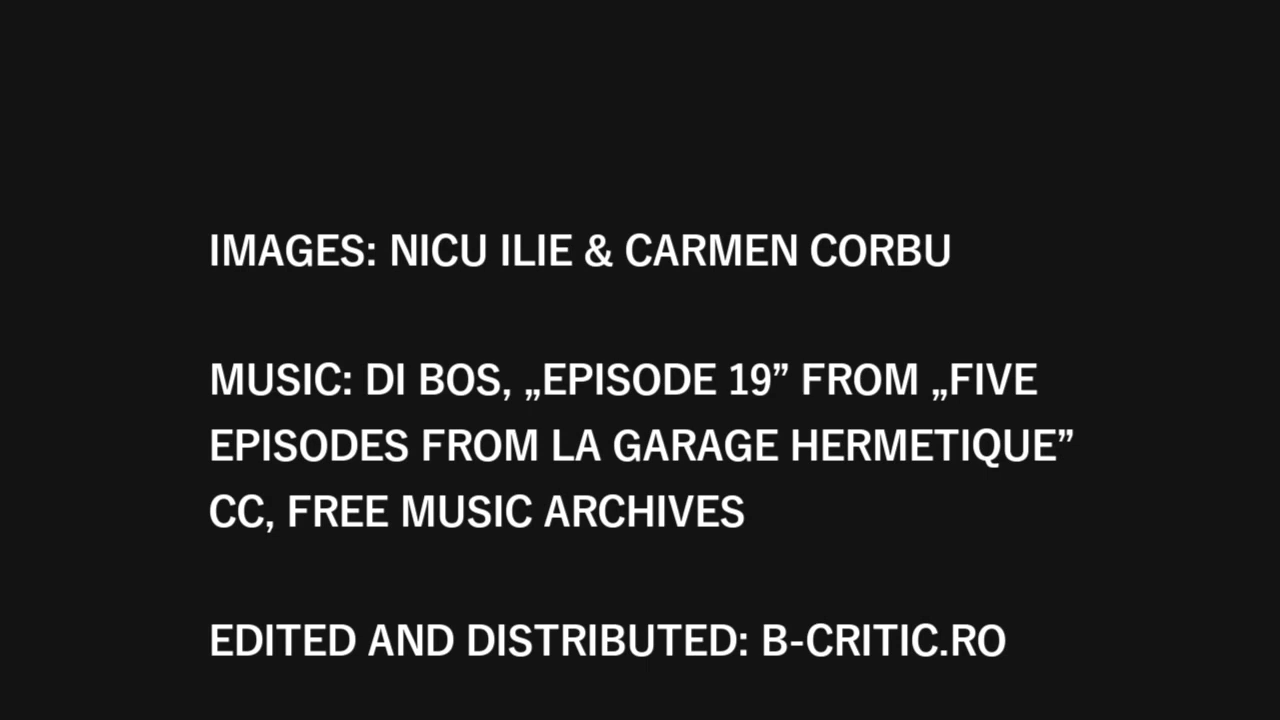 IMAGES: NICU ILIE & CARMEN CORBU
MUSIC: DI BOS, „EPISODE 19” FROM „FIVE
EPISODES FROM LA GARAGE HERMETIQUE”
CC, FREE MUSIC ARCHIVES
EDITED AND DISTRIBUTED: B-CRITIC.RO